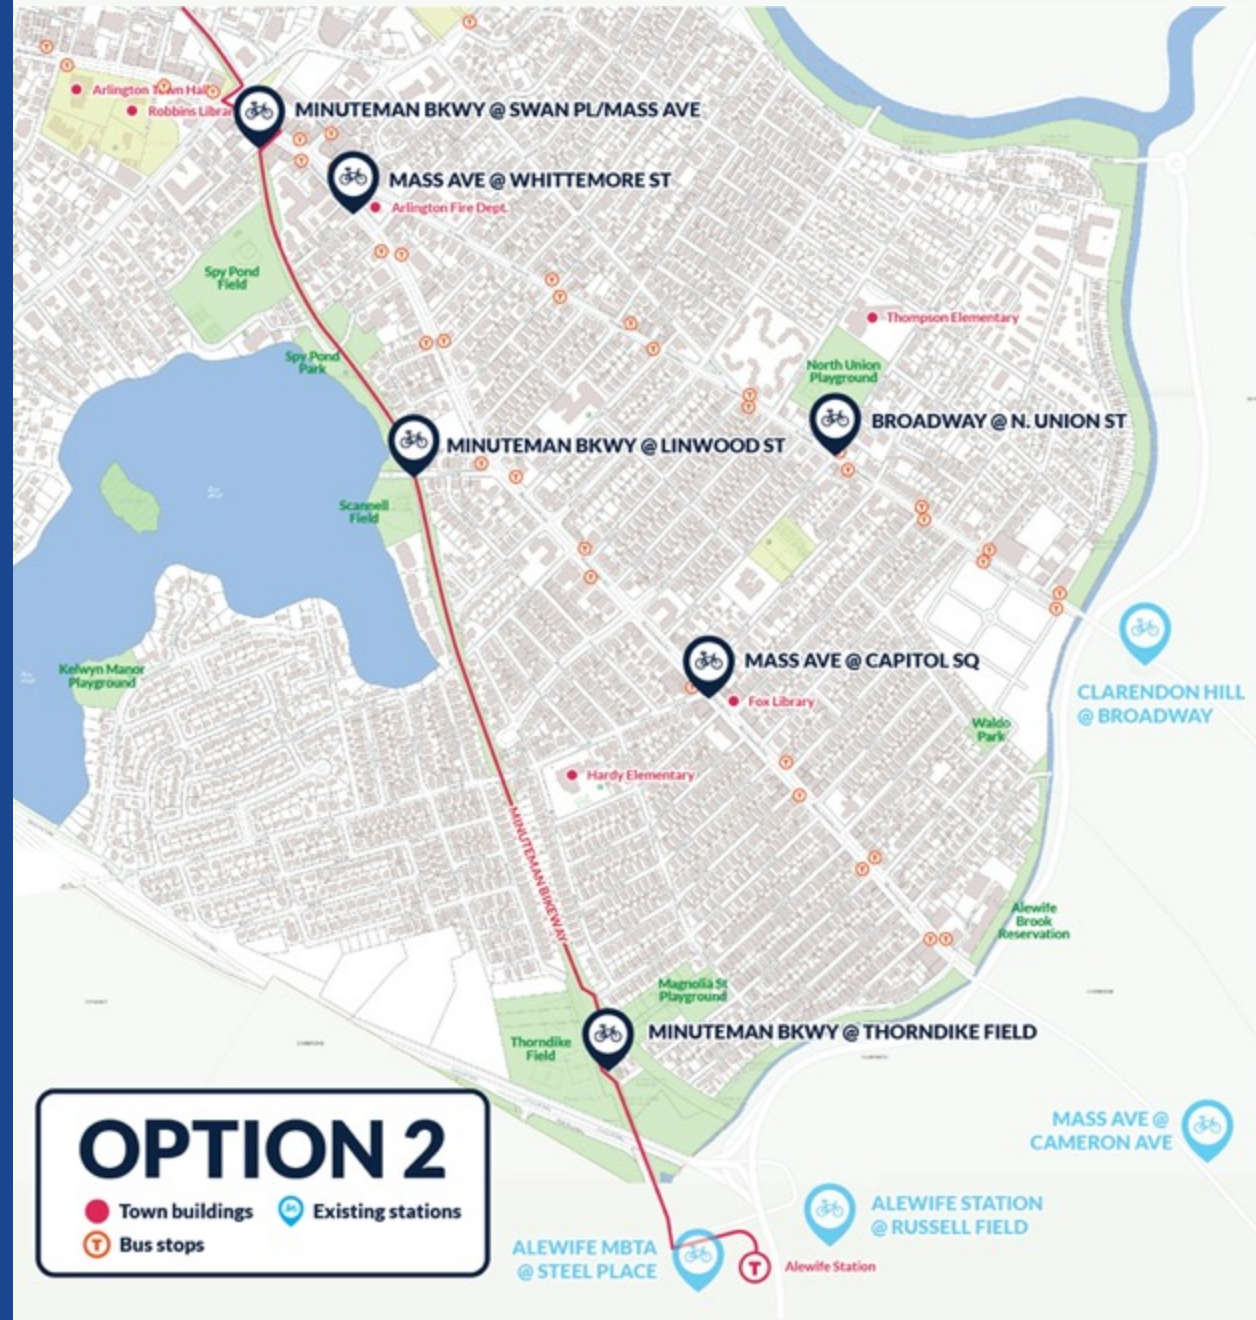 Arlington Town Hall
Robbins Library
MINUTEMAN BKWY @ SWAN PL/MASS AVE
MASS AVE @ WHITTEMORE ST
Arlington Fire Dept.
Spy Pond
Field
Thompson Elementary
Spy Pond
Park
North Union
Playground
BROADWAY @ N. UNION ST
MINUTEMAN BKWY @ LINWOOD ST
Scannell
Field
Kelwyn Manor
Playground
MASS AVE @ CAPITOL SQ
Fox Library
CLARENDON HILL
@ BROADWAY
Waldo
Park
Hardy Elementary
MINUTEMAN BIKEWAY
Alewife
Brook
Reservation
Magnolia St
Playground
Thorndike
Field
MINUTEMAN BKWY @ THORNDIKE FIELD
MASS AVE @
CAMERON AVE
ALEWIFE STATION
@ RUSSELL FIELD
ALEWIFE MBTA
@ STEEL PLACE
T
Alewife Station
OPTION 2
Town buildings
Existing stations
T
Bus stops